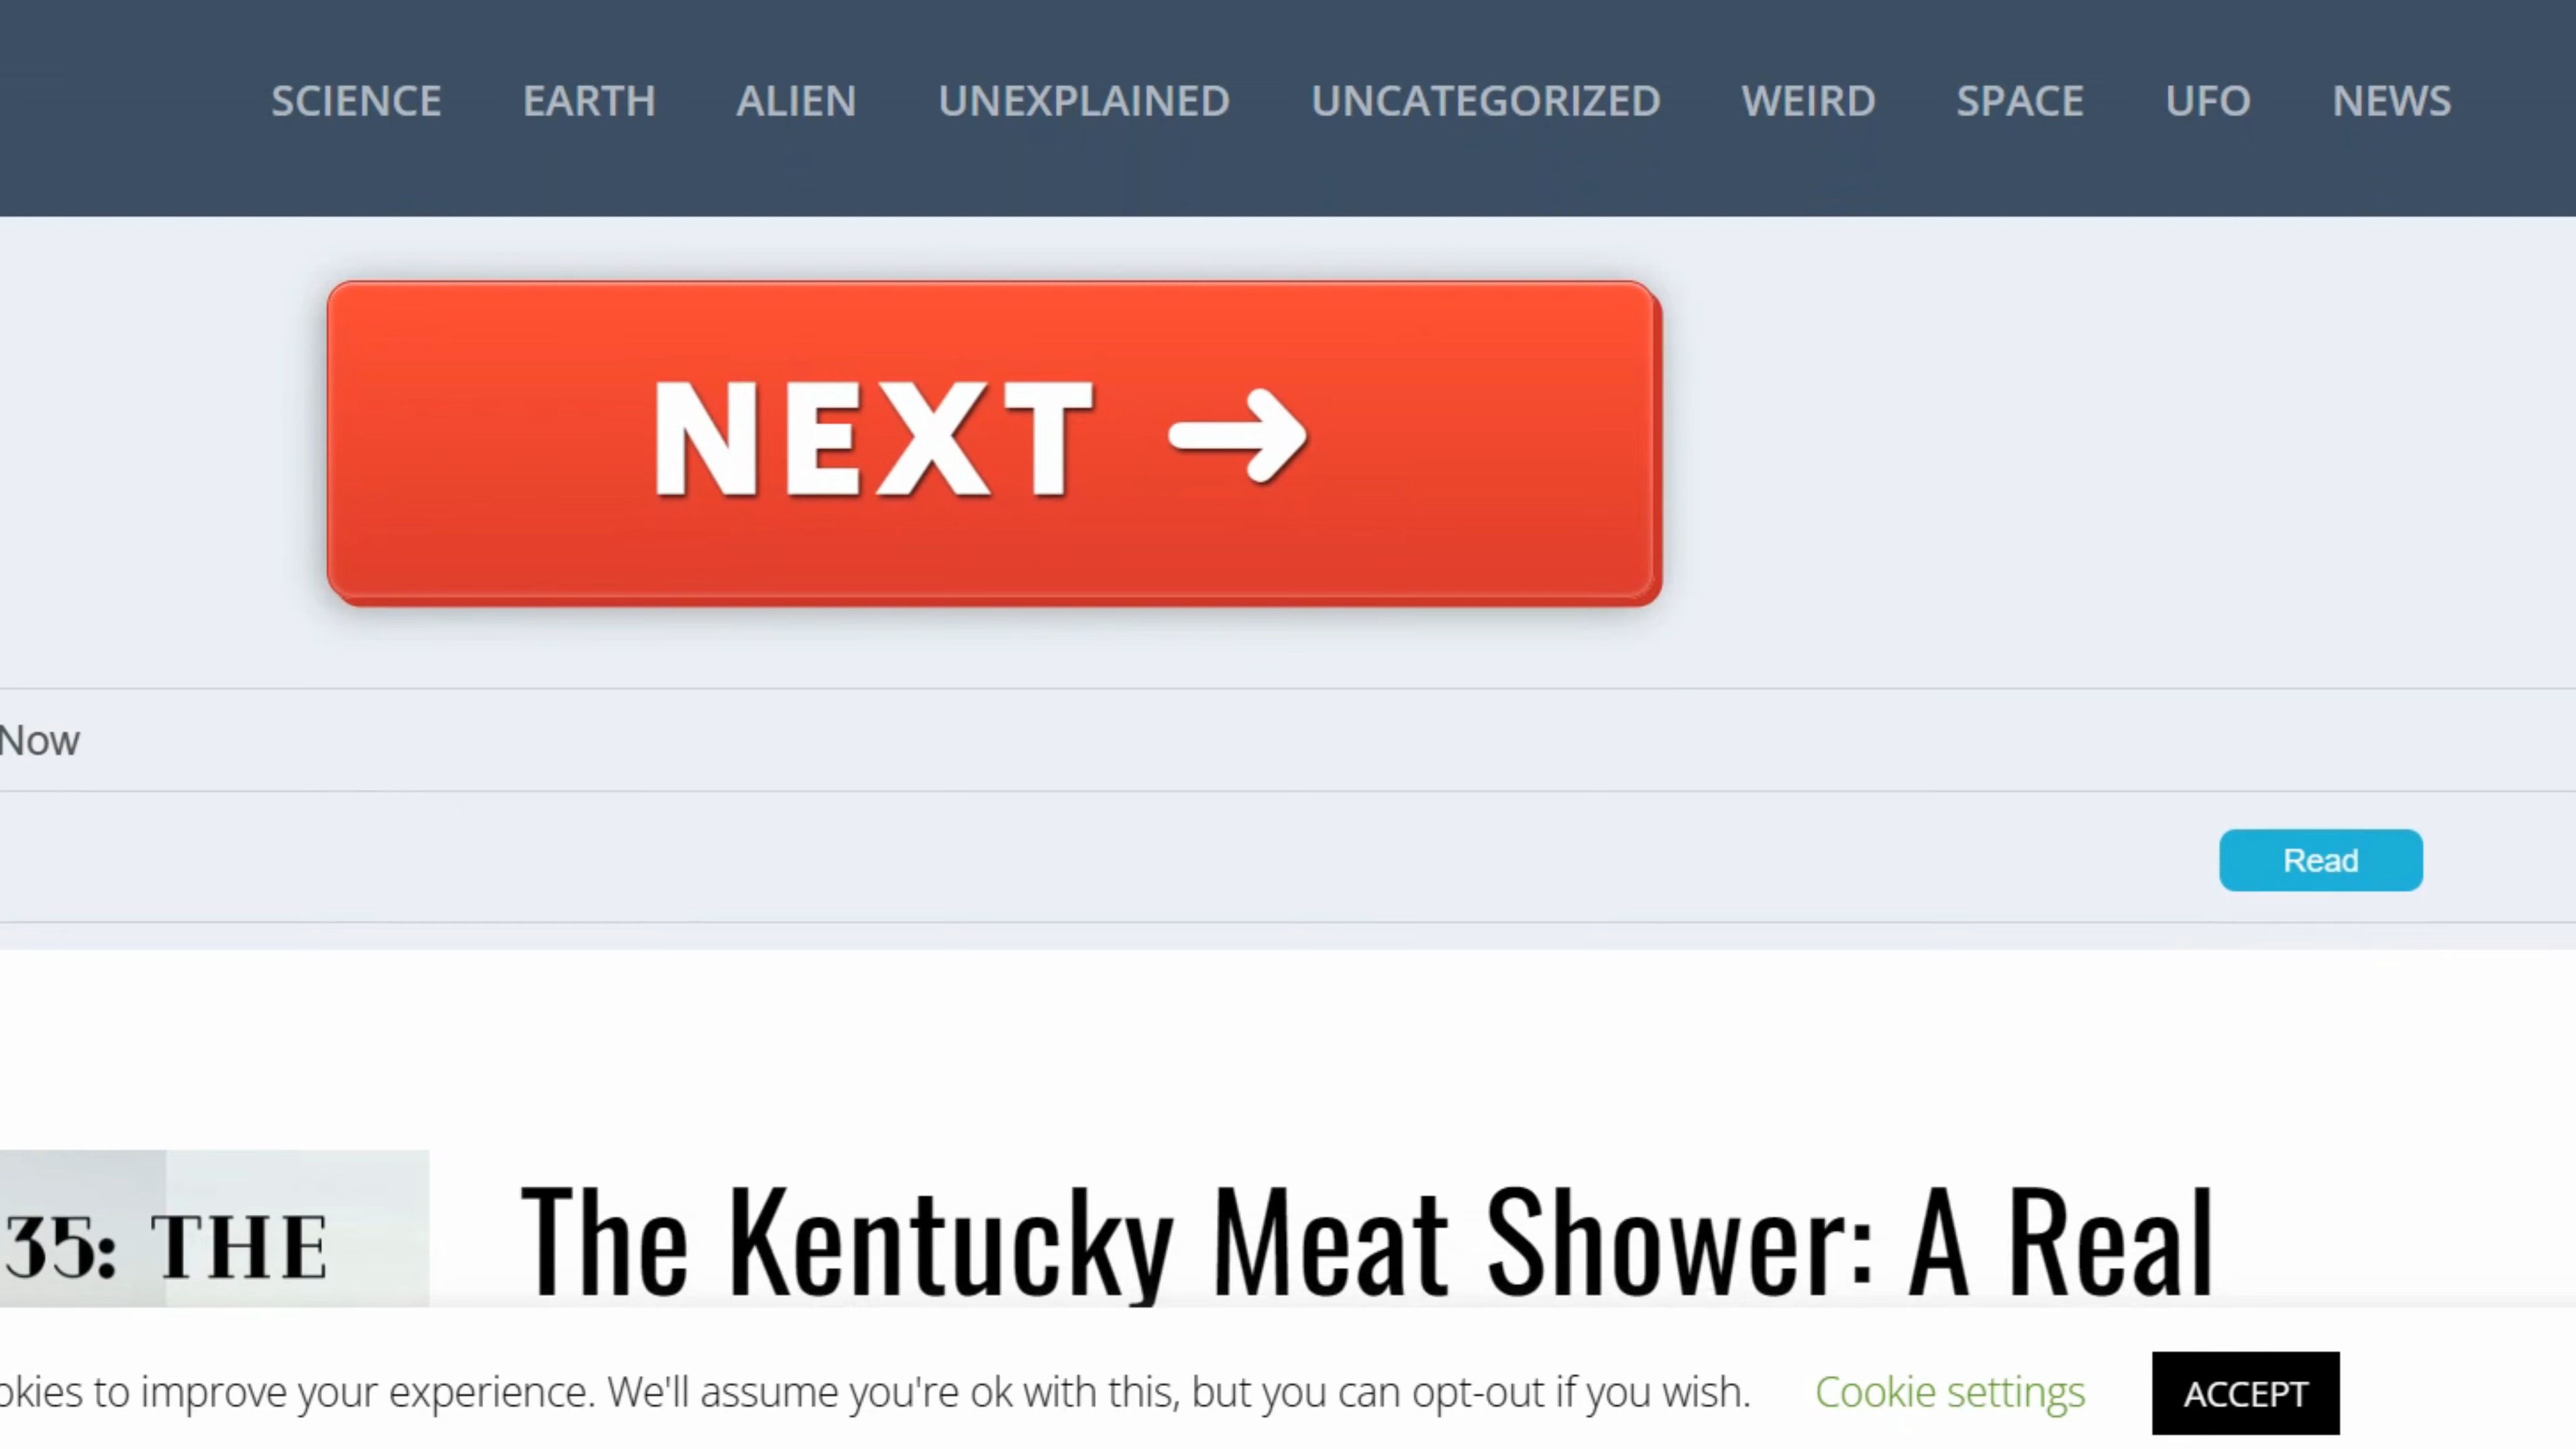 SCIENCE EARTH ALIEN UNEXPLAINED UNCATEGORIZED WEIRD SPACE UFO NEWS
NEXT →
Now
Read
35: THE
The Kentucky Meat Shower: A Real
okies to improve your experience. We'll assume you're ok with this, but you can opt-out if you wish. Cookie settings ACCEPT